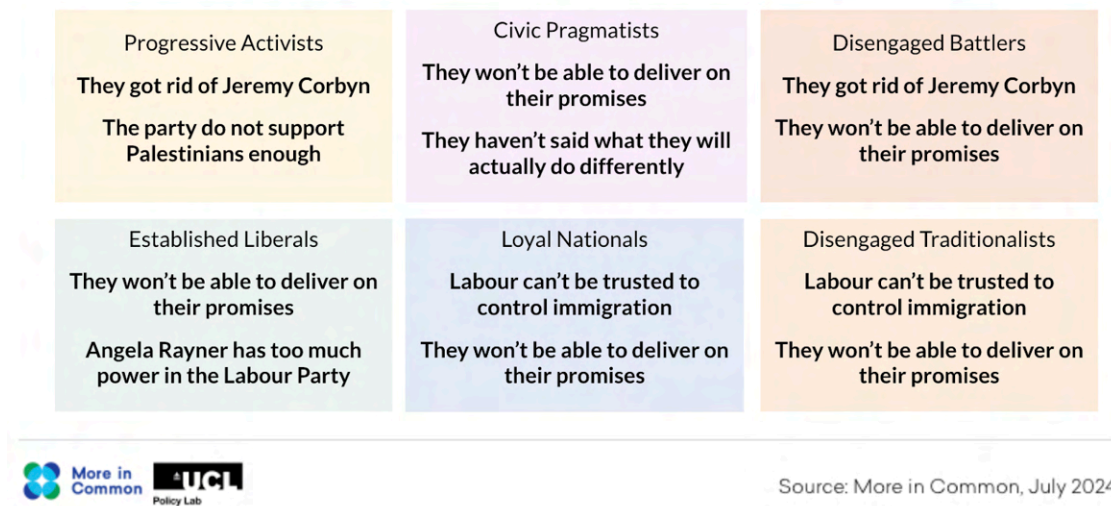 Progressive Activists
They got rid of Jeremy Corbyn
The party do not support
Palestinians enough
Civic Pragmatists
They won't be able to deliver on
their promises
They haven't said what they will
actually do differently
Disengaged Battlers
They got rid of Jeremy Corbyn
They won't be able to deliver on
their promises
Established Liberals
They won't be able to deliver on
their promises
Angela Rayner has too much
power in the Labour Party
Loyal Nationals
Labour can't be trusted to
control immigration
They won't be able to deliver on
their promises
Disengaged Traditionalists
Labour can't be trusted to
control immigration
They won't be able to deliver on
their promises
More in
Common
UCL
Policy Lab
Source: More in Common, July 2024